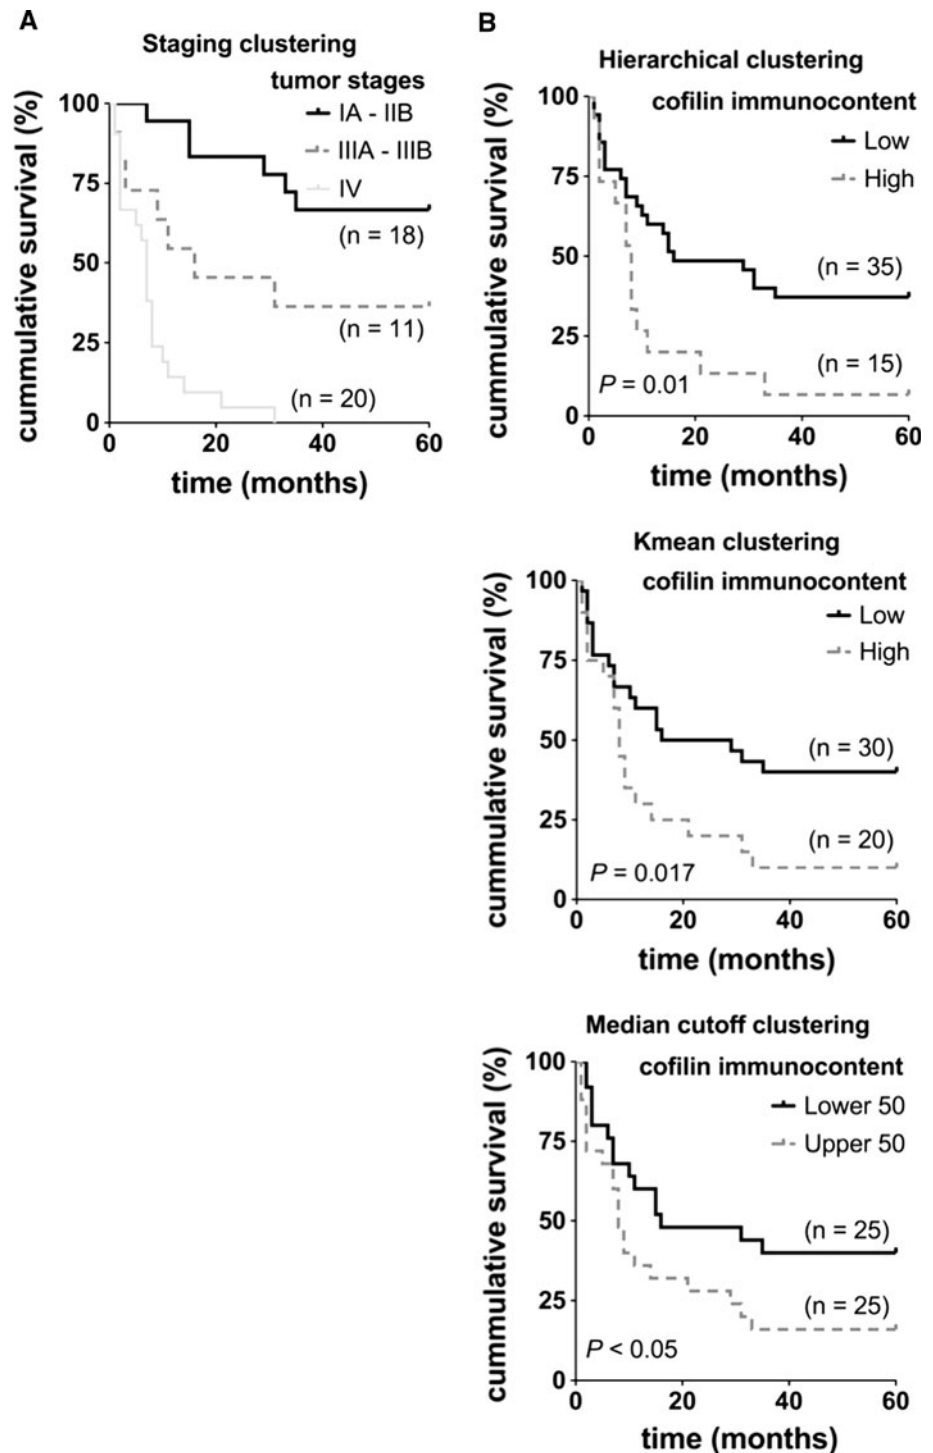 A
Staging clustering
tumor stages
IA - IIB
IIIA - IIIB
IV
(n = 18)
(n = 11)
(n = 20)
cummulative survival (%)
100
75
50
25
0
0 20 40 60
time (months)
B
Hierarchical clustering
cofilin immunocontent
Low
High
(n = 35)
(n = 15)
P = 0.01
cummulative survival (%)
100
75
50
25
0
0 20 40 60
time (months)
Kmean clustering
cofilin immunocontent
Low
High
(n = 30)
(n = 20)
P = 0.017
cummulative survival (%)
100
75
50
25
0
0 20 40 60
time (months)
Median cutoff clustering
cofilin immunocontent
Lower 50
Upper 50
(n = 25)
(n = 25)
P < 0.05
cummulative survival (%)
100
75
50
25
0
0 20 40 60
time (months)